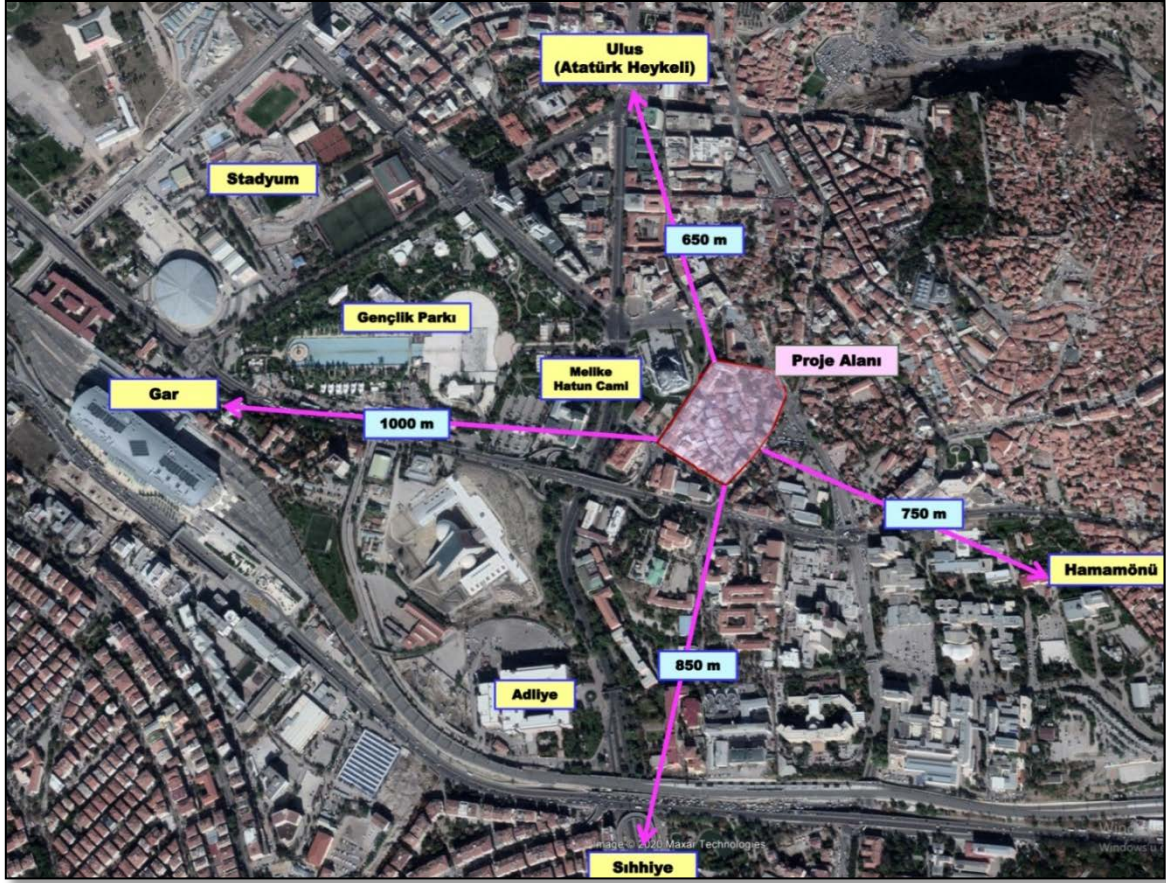 Ulus
(Atatürk Heykeli)
Stadyum
650 m
Gençlik Parkı
Proje Alanı
Melike
Hatun Cami
Gar
1000 m
750 m
Hamamönü
850 m
Adliye
Image © 2020 Maxar Technologies
Sıhhiye